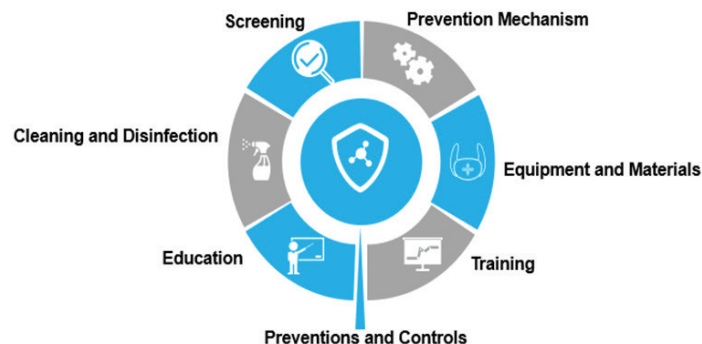 Screening
Prevention Mechanism
Cleaning and Disinfection
Equipment and Materials
Education
Training
Preventions and Controls